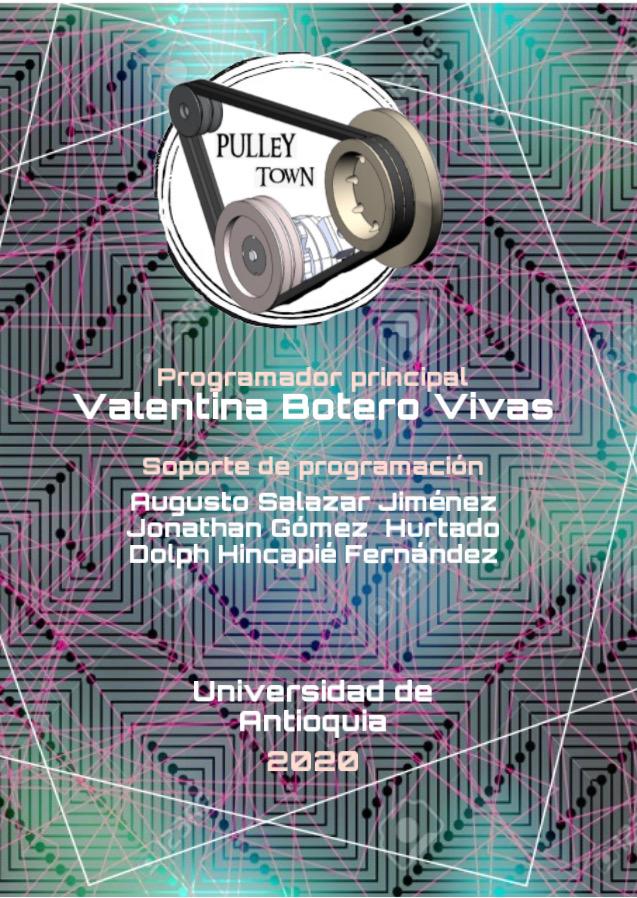 PULLEY
TOWN
Programador principal
Valentina Botero Vivas
Soporte de programación
Augusto Salazar Jiménez
Jonathan Gómez Hurtado
Dolph Hincapié Fernández
Universidad de
Antioquia
2020